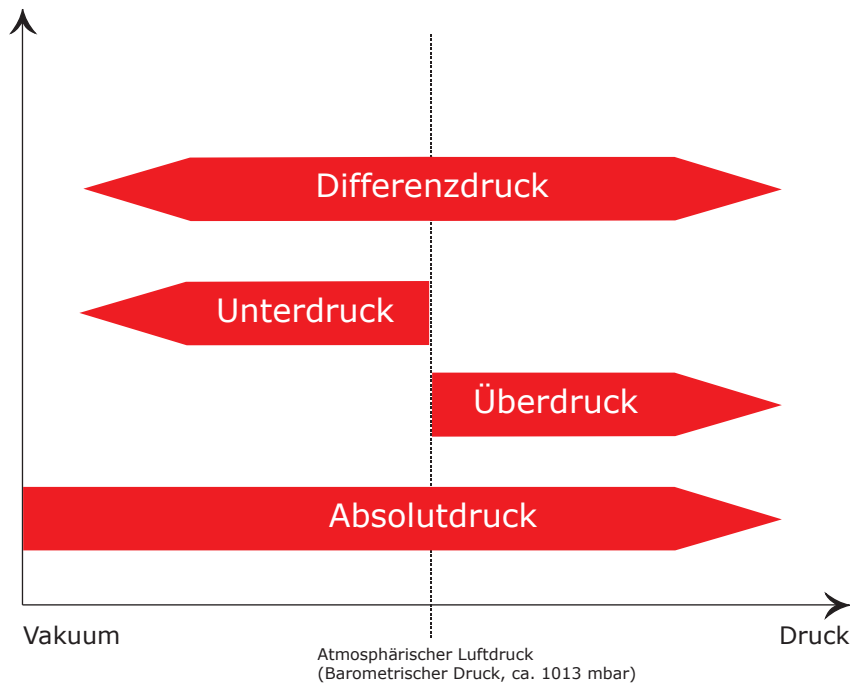 Differenzdruck
Unterdruck
Überdruck
Absolutdruck
Vakuum
Druck
Atmosphärischer Luftdruck
(Barometrischer Druck, ca. 1013 mbar)